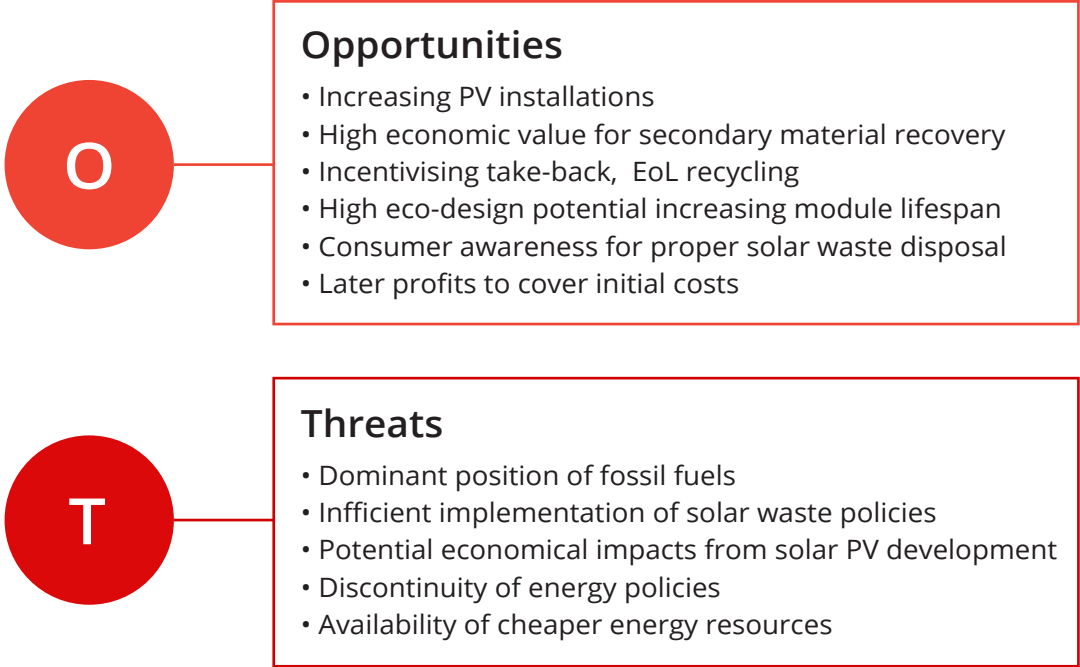 O
Opportunities
• Increasing PV installations
• High economic value for secondary material recovery
• Incentivising take-back,  EoL recycling
• High eco-design potential increasing module lifespan
• Consumer awareness for proper solar waste disposal
• Later profits to cover initial costs
T
Threats
• Dominant position of fossil fuels
• Infficient implementation of solar waste policies
• Potential economical impacts from solar PV development
• Discontinuity of energy policies
• Availability of cheaper energy resources